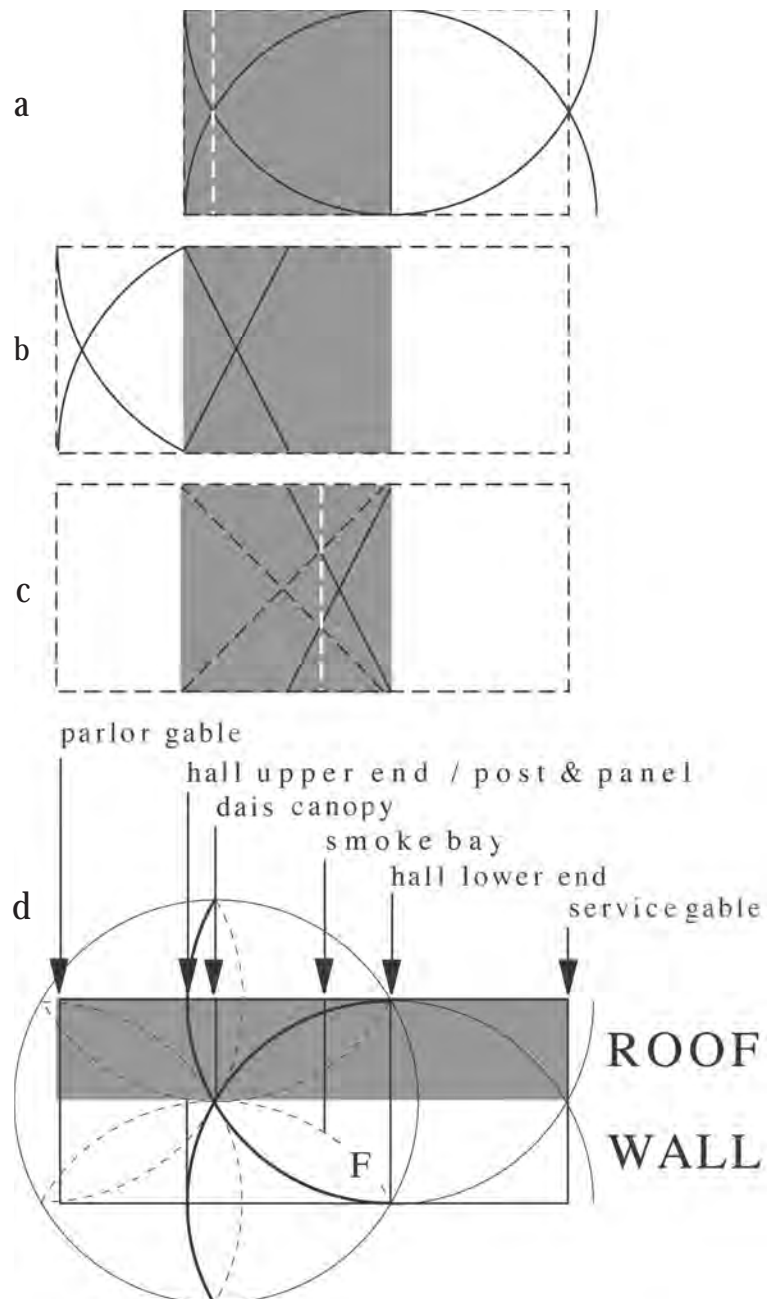 a
b
c
parlor gable
hall upper end / post & panel
dais canopy
smoke bay
hall lower end
service gable
d
ROOF
WALL
F